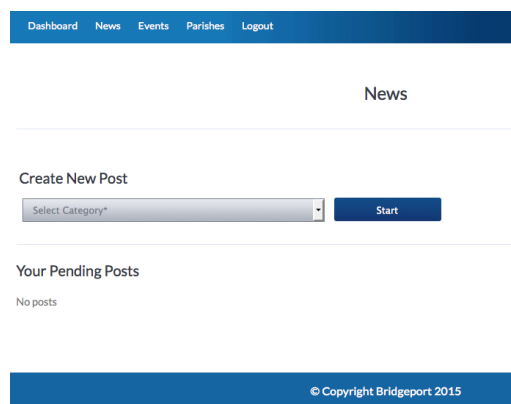 Dashboard News Events Parishes Logout
News
Create New Post
Select Category* Start
Your Pending Posts
No posts
© Copyright Bridgeport 2015